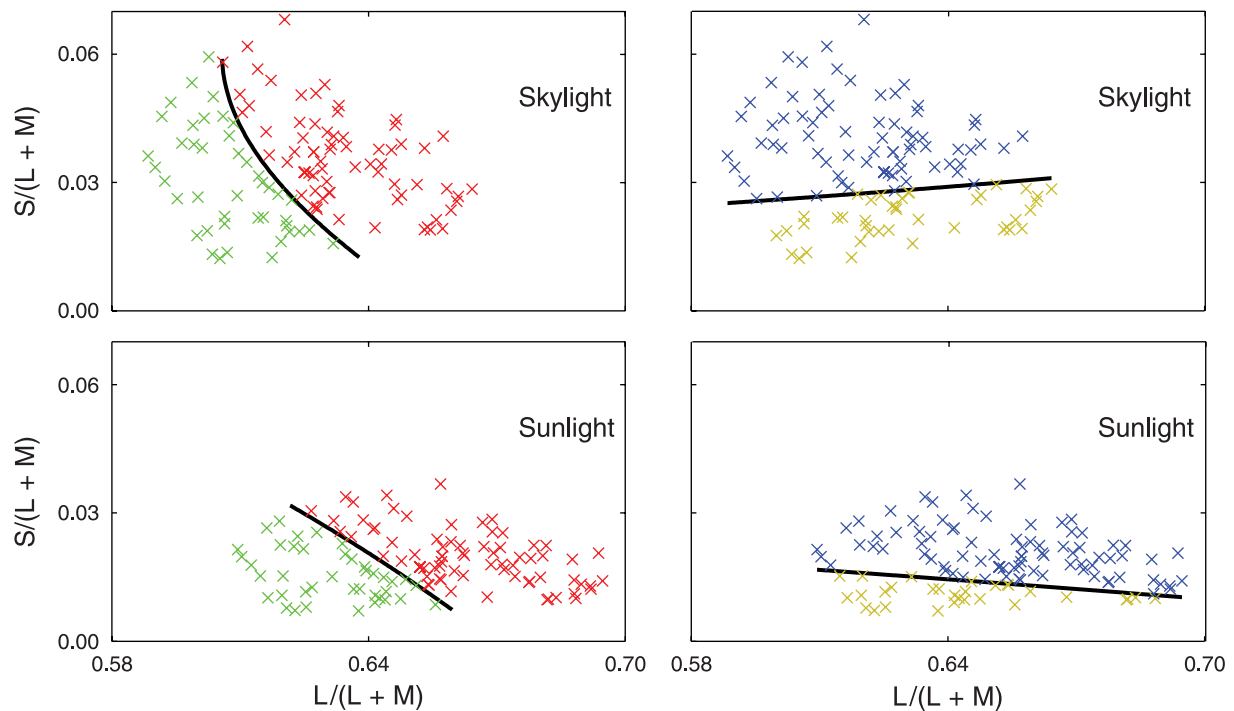 S/(L + M)
0.06
0.03
0.00
Skylight
Skylight
S/(L + M)
0.06
0.03
0.00
Sunlight
Sunlight
0.58
0.64
0.70
0.58
0.64
0.70
L/(L + M)
L/(L + M)